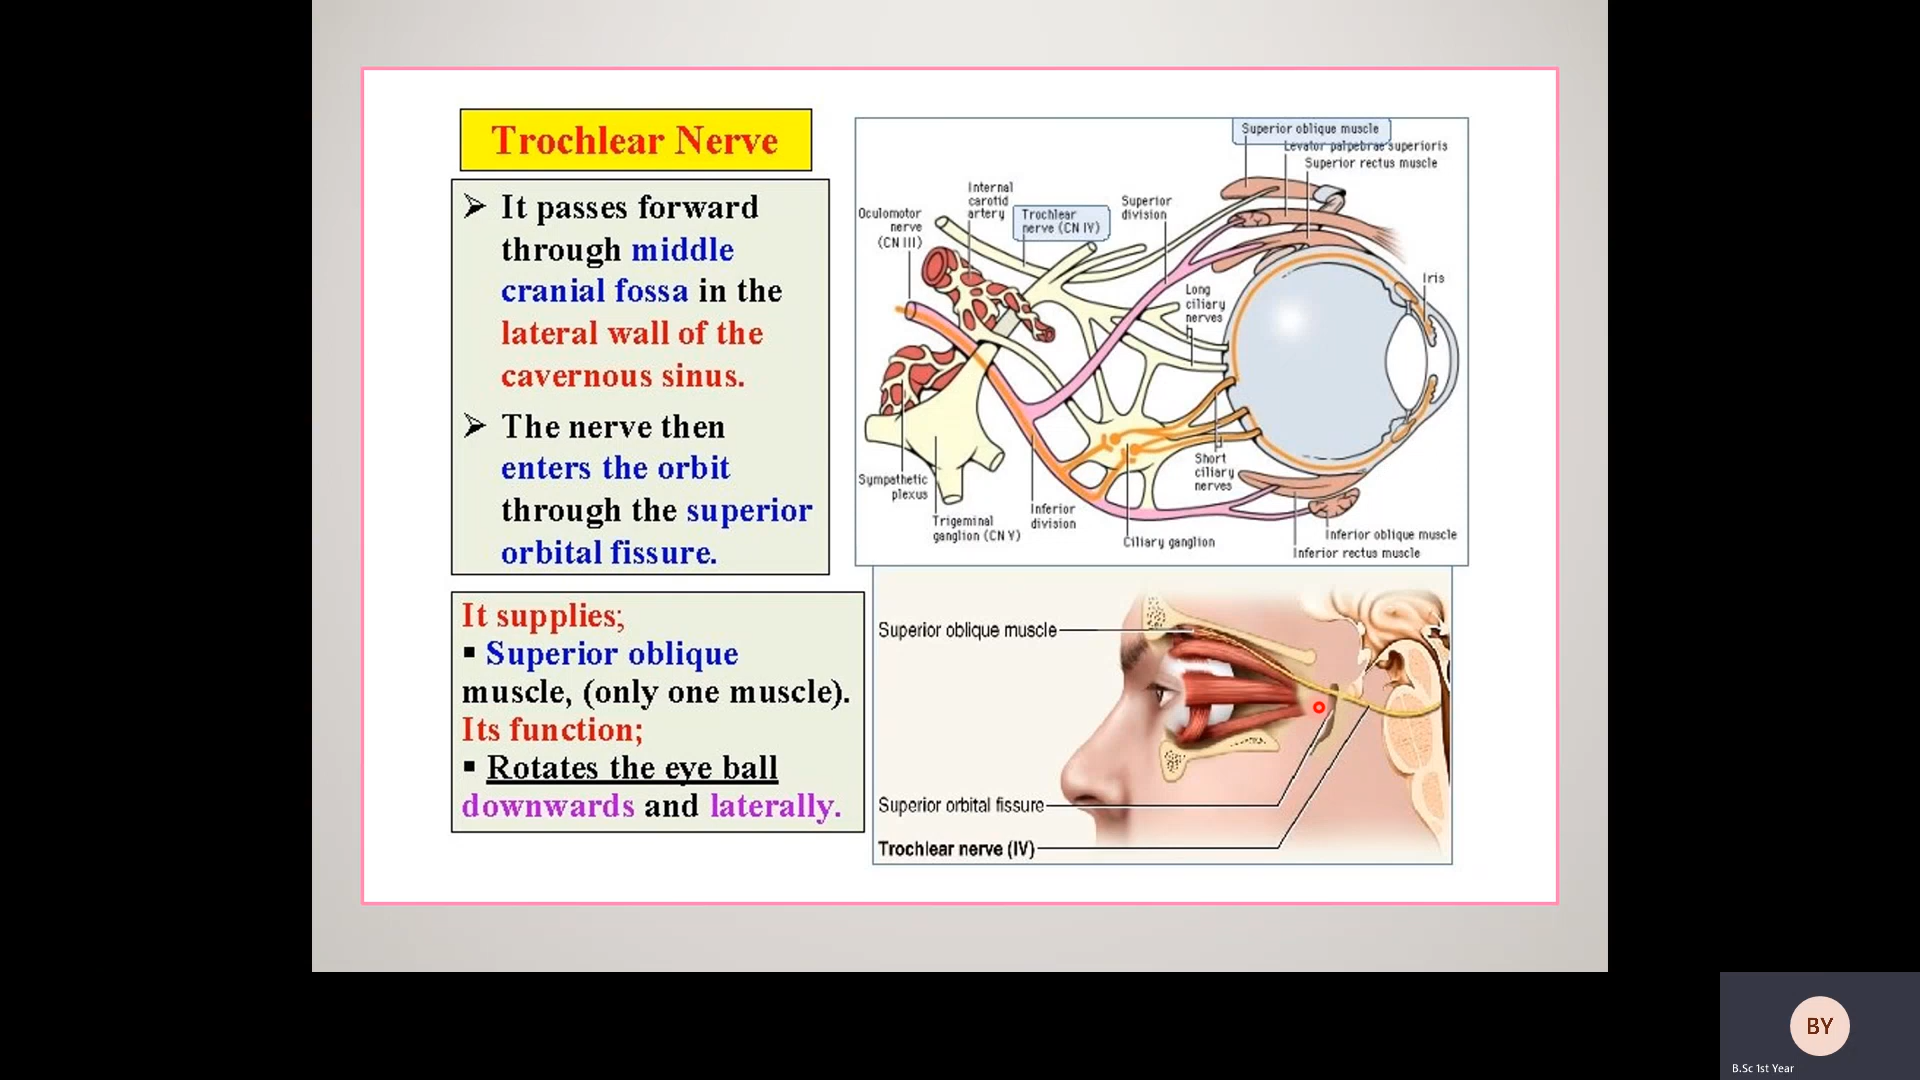 Trochlear Nerve
➢ It passes forward
through middle
cranial fossa in the
lateral wall of the
cavernous sinus.
➢ The nerve then
enters the orbit
through the superior
orbital fissure.
It supplies;
▪ Superior oblique
muscle, (only one muscle).
Its function;
▪ Rotates the eye ball
downwards and laterally.
Superior oblique muscle
Levator palpebrae superioris
Superior rectus muscle
Internal
carotid
artery
Oculomotor
nerve
(CN III)
Trochlear
nerve (CN IV)
Superior
division
Iris
Long
ciliary
nerves
Short
ciliary
nerves
Sympathetic
plexus
Trigeminal
ganglion (CN V)
Inferior
division
Ciliary ganglion
Inferior oblique muscle
Inferior rectus muscle
Superior oblique muscle
Superior orbital fissure
Trochlear nerve (IV)
BY
B.Sc 1st Year